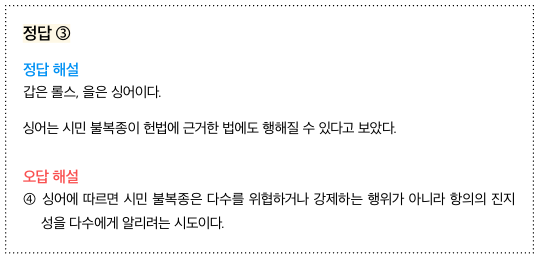 정답 ③
정답 해설
갑은 롤스, 을은 싱어이다.
싱어는 시민 불복종이 헌법에 근거한 법에도 행해질 수 있다고 보았다.
오답 해설
④ 싱어에 따르면 시민 불복종은 다수를 위협하거나 강제하는 행위가 아니라 항의의 진지
성을 다수에게 알리려는 시도이다.